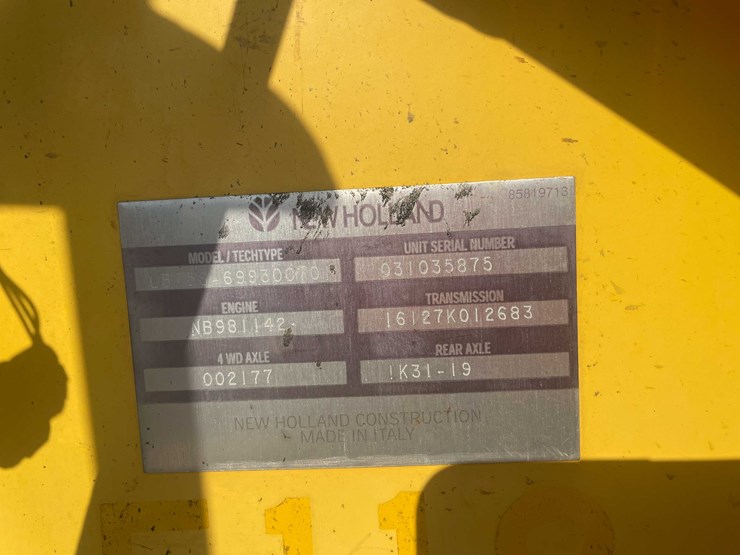 85819713
NEW HOLLAND
MODEL / TECHTYPE
UNIT SERIAL NUMBER
031035875
ENGINE
TRANSMISSION
NB981142
16127K012683
4 WD AXLE
REAR AXLE
002177
1K31-19
NEW HOLLAND CONSTRUCTION
MADE IN ITALY